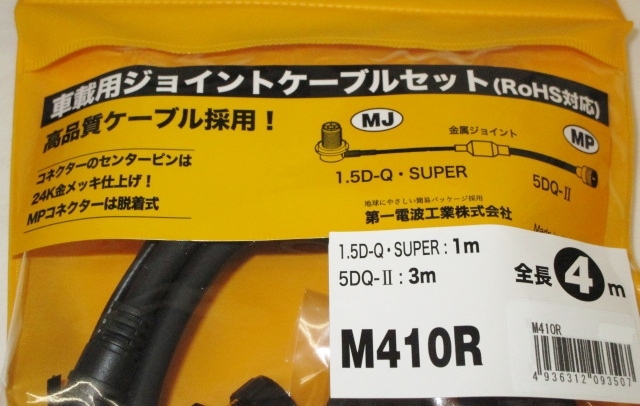 車載用ジョイントケーブルセット(RoHS対応)
高品質ケーブル採用！
コネクターのセンターピンは
24K金メッキ仕上げ！
MPコネクターは脱着式
MJ
金属ジョイント
MP
1.5D-Q・SUPER
5DQ-II
地球にやさしい簡易パッケージ採用
第一電波工業株式会社
1.5D-Q・SUPER：1m
5DQ-II：3m
全長4m
M410R
M410R
4 936312 093507